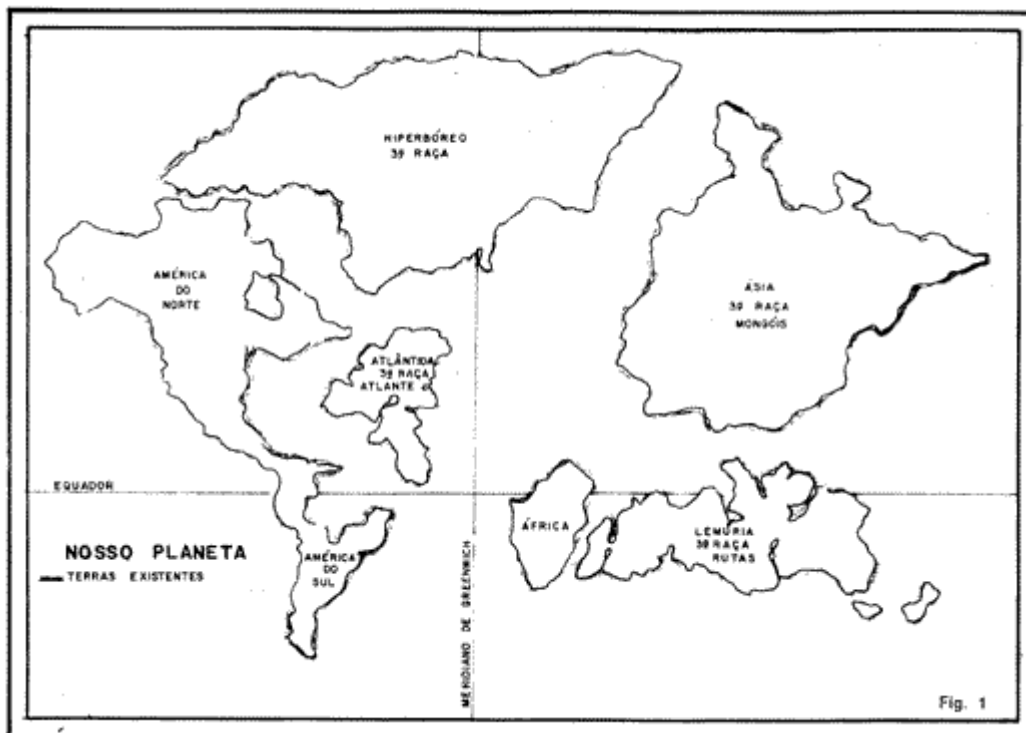 HIPERBÓREO
3ª RAÇA
AMÉRICA
DO
NORTE
ÁSIA
3ª RAÇA
MONGÓIS
ATLÂNTIDA
3ª RAÇA
ATLANTE
EQUADOR
ÁFRICA
LEMÚRIA
3ª RAÇA
RUTAS
NOSSO PLANETA
TERRAS EXISTENTES
AMÉRICA
DO
SUL
MERIDIANO DE GREENWICH
Fig. 1